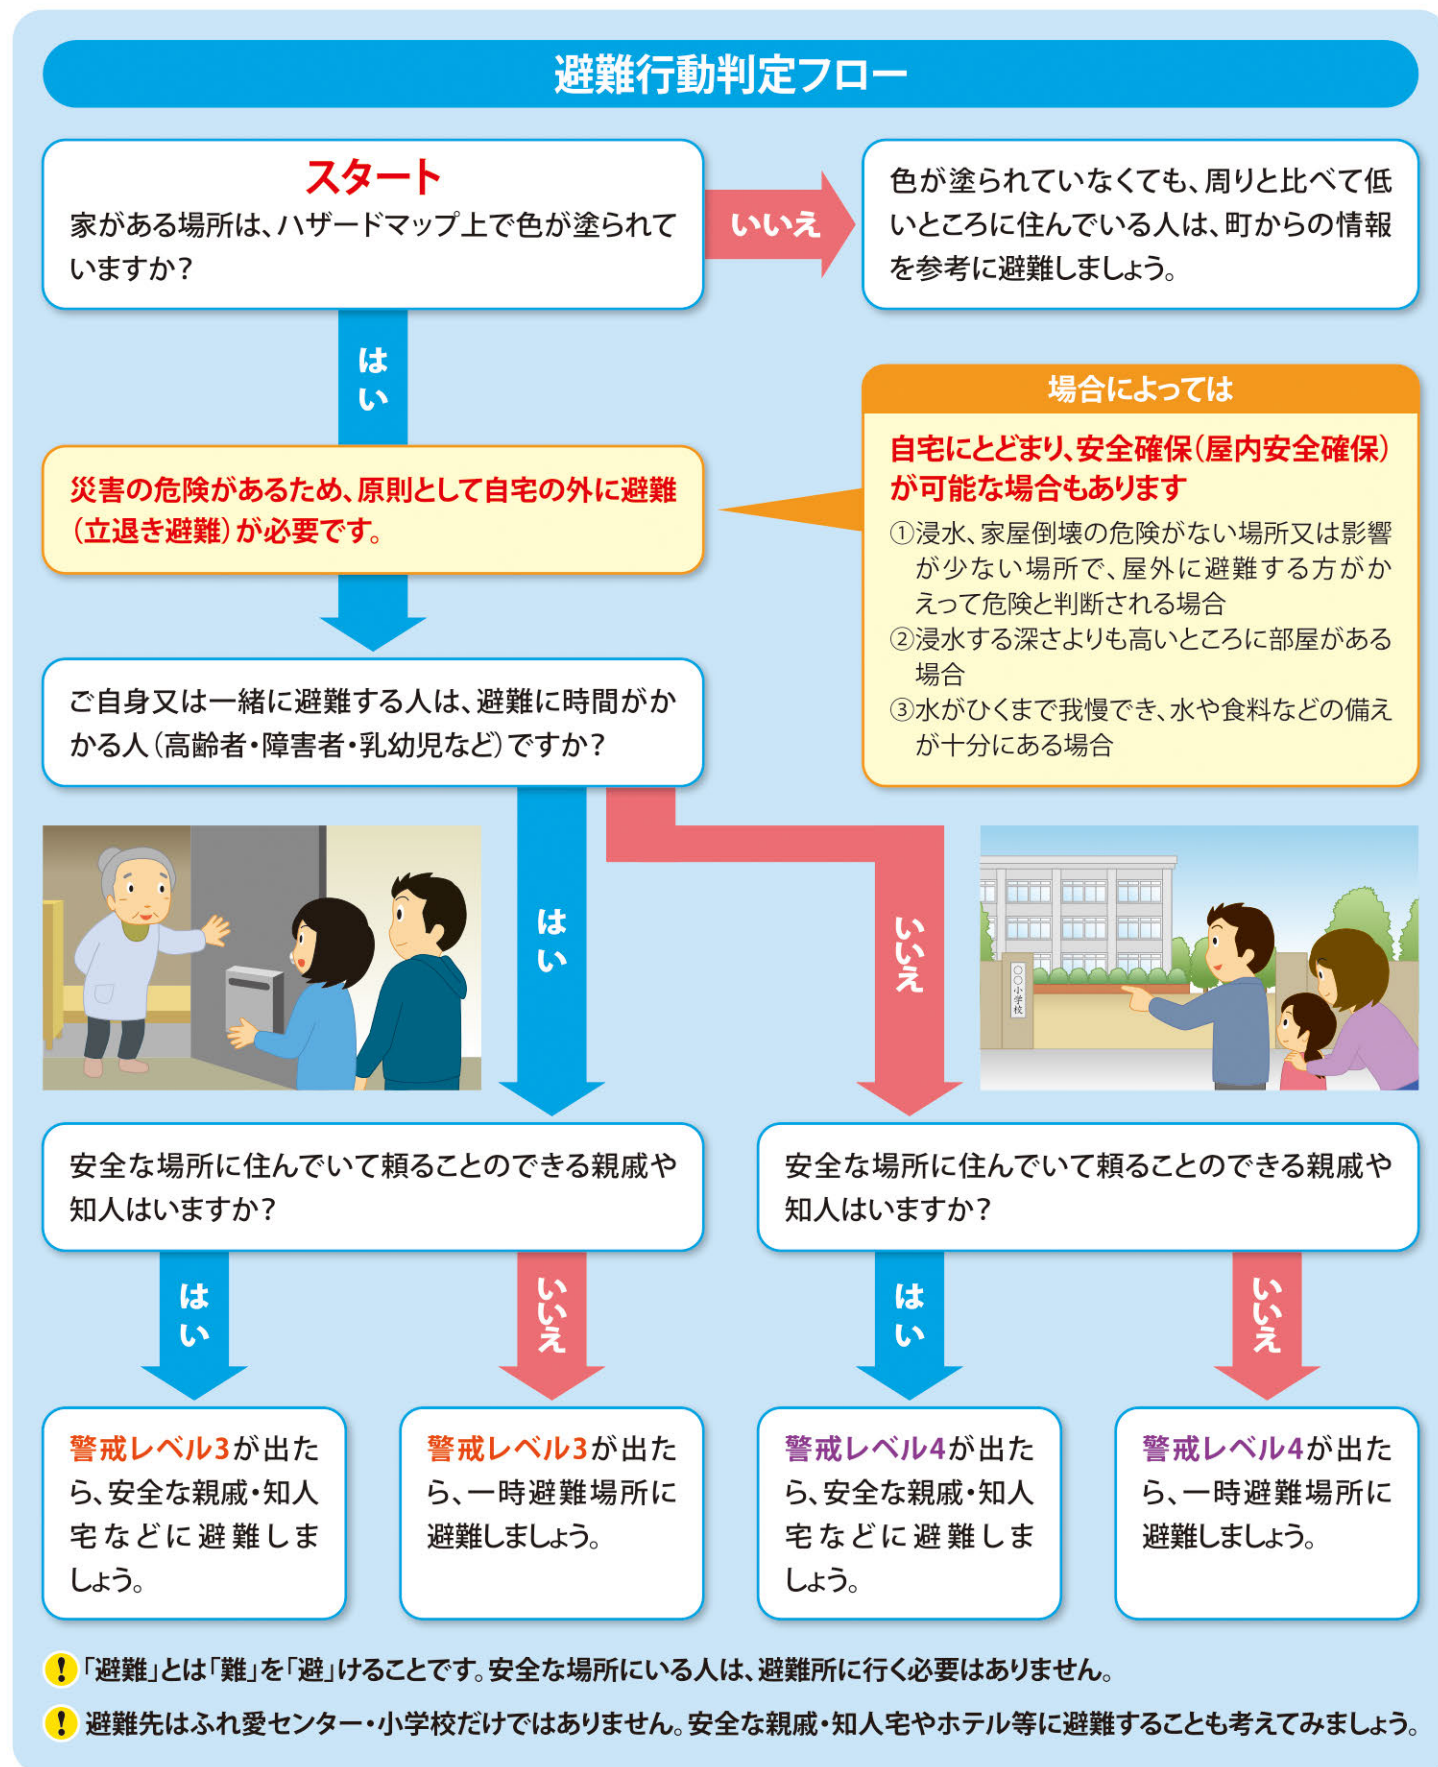 避難行動判定フロー
スタート
家がある場所は、ハザードマップ上で色が塗られて
いますか？
いいえ
色が塗られていなくても、周りと比べて低
いところに住んでいる人は、町からの情報
を参考に避難しましょう。
はい
災害の危険があるため、原則として自宅の外に避難
（立退き避難）が必要です。
場合によっては
自宅にとどまり、安全確保（屋内安全確保）
が可能な場合もあります
①浸水、家屋倒壊の危険がない場所又は影響
が少ない場所で、屋外に避難する方がか
えって危険と判断される場合
②浸水する深さよりも高いところに部屋がある
場合
③水がひくまで我慢でき、水や食料などの備え
が十分にある場合
ご自身又は一緒に避難する人は、避難に時間がか
かる人（高齢者・障害者・乳幼児など）ですか？
はい
いいえ
〇〇小学校
安全な場所に住んでいて頼ることのできる親戚や
知人はいますか？
安全な場所に住んでいて頼ることのできる親戚や
知人はいますか？
はい
いいえ
はい
いいえ
警戒レベル3が出た
ら、安全な親戚・知人
宅などに避難しま
しょう。
警戒レベル3が出た
ら、一時避難場所に
避難しましょう。
警戒レベル4が出た
ら、安全な親戚・知人
宅などに避難しま
しょう。
警戒レベル4が出た
ら、一時避難場所に
避難しましょう。
！「避難」とは「難」を「避」けることです。安全な場所にいる人は、避難所に行く必要はありません。
！避難先はふれ愛センター・小学校だけではありません。安全な親戚・知人宅やホテル等に避難することも考えてみましょう。